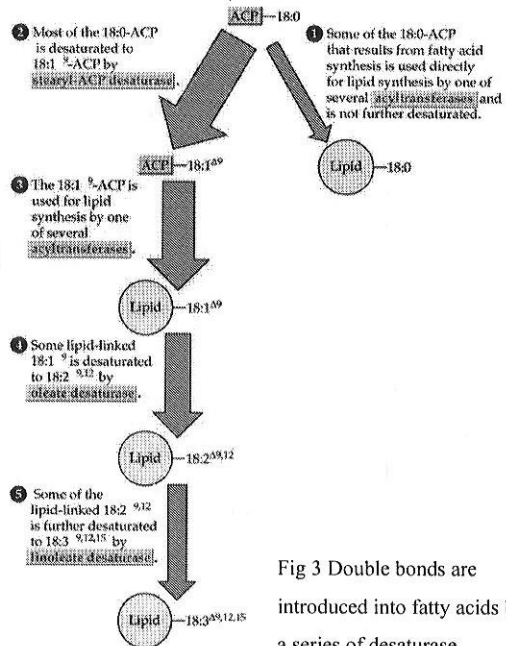 ACP 18:0
❷ Most of the 18:0-ACP
is desaturated to
18:1 ⁹-ACP by
stearyl-ACP desaturase.
❶ Some of the 18:0-ACP
that results from fatty acid
synthesis is used directly
for lipid synthesis by one of
several acyltransferases and
is not further desaturated.
ACP 18:1Δ9
Lipid 18:0
❸ The 18:1 ⁹-ACP is
used for lipid
synthesis by one
of several
acyltransferases.
Lipid 18:1Δ9
❹ Some lipid-linked
18:1 ⁹ is desaturated
to 18:2 9,12 by
oleate desaturase.
Lipid 18:2Δ9,12
❺ Some of the
lipid-linked 18:2 9,12
is further desaturated
to 18:3 9,12,15 by
linoleate desaturase.
Lipid 18:3Δ9,12,15
Fig 3 Double bonds are
introduced into fatty acids
a series of desaturase